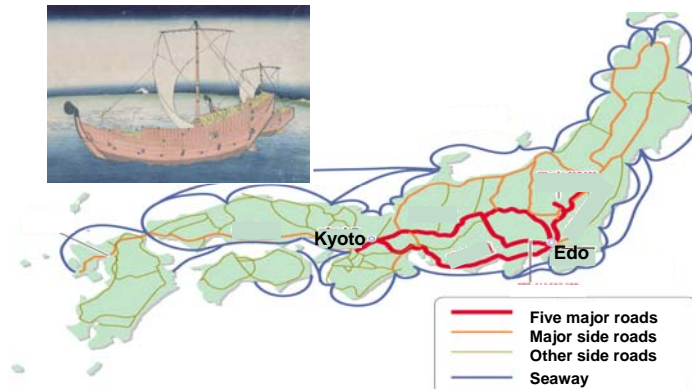 Kyoto
Edo
Five major roads
Major side roads
Other side roads
Seaway